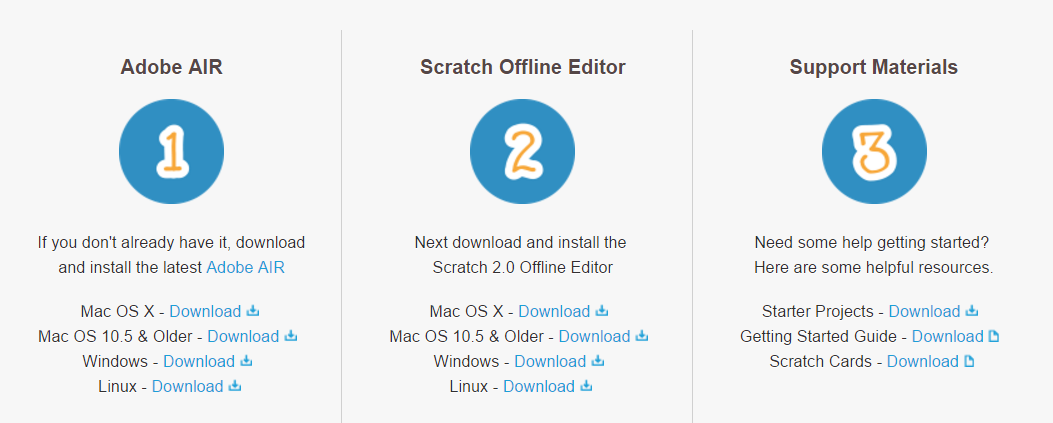 Adobe AIR
1
If you don't already have it, download
and install the latest Adobe AIR
Mac OS X - Download
Mac OS 10.5 & Older - Download
Windows - Download
Linux - Download
Scratch Offline Editor
2
Next download and install the
Scratch 2.0 Offline Editor
Mac OS X - Download
Mac OS 10.5 & Older - Download
Windows - Download
Linux - Download
Support Materials
3
Need some help getting started?
Here are some helpful resources.
Starter Projects - Download
Getting Started Guide - Download
Scratch Cards - Download